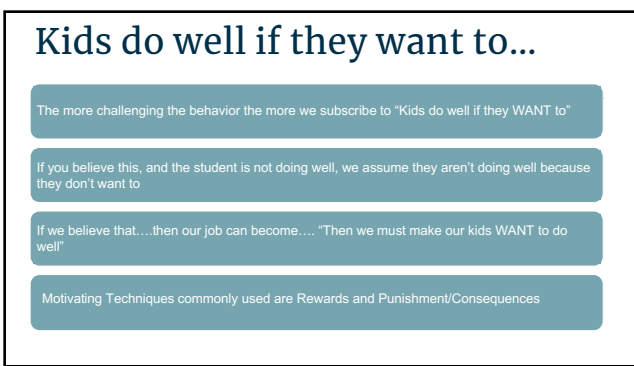 Kids do well if they want to...
The more challenging the behavior the more we subscribe to “Kids do well if they WANT to”
If you believe this, and the student is not doing well, we assume they aren’t doing well because
they don’t want to
If we believe that….then our job can become…. “Then we must make our kids WANT to do
well”
Motivating Techniques commonly used are Rewards and Punishment/Consequences